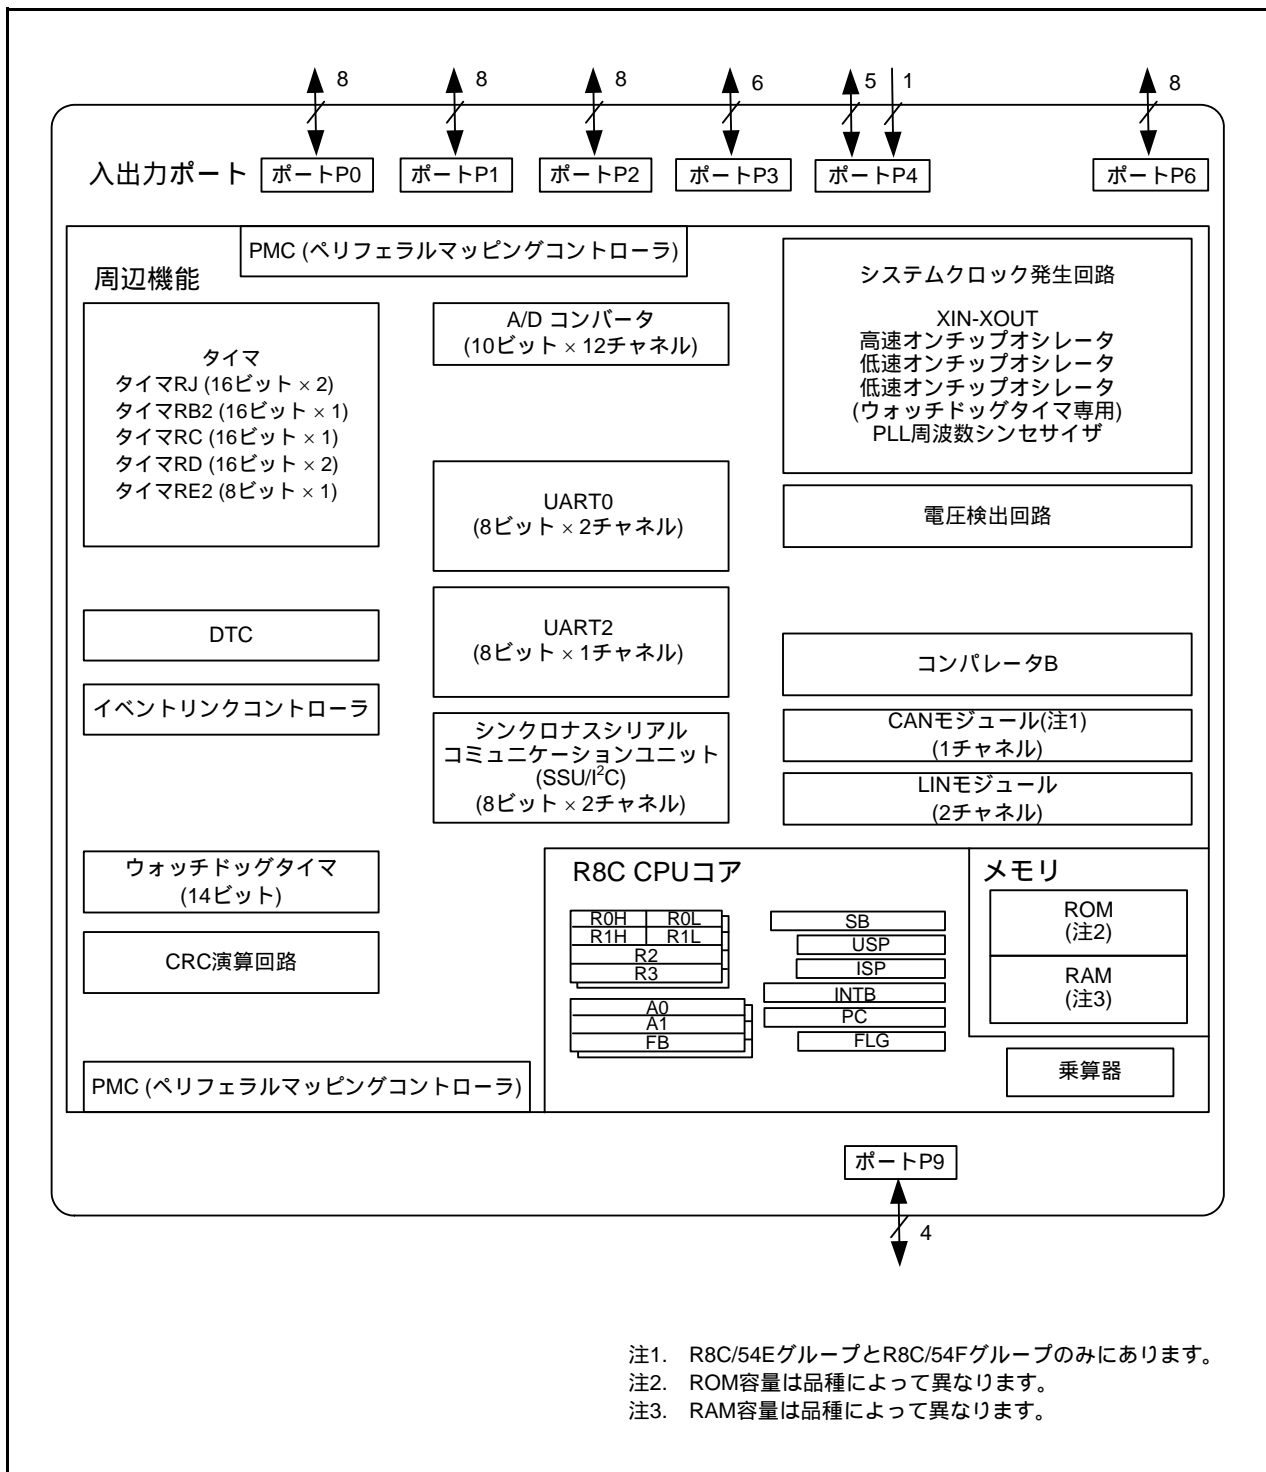 8
8
8
6
5
1
8
入出力ポート
ポートP0
ポートP1
ポートP2
ポートP3
ポートP4
ポートP6
PMC (ペリフェラルマッピングコントローラ)
周辺機能
タイマ
タイマRJ (16ビット × 2)
タイマRB2 (16ビット × 1)
タイマRC (16ビット × 1)
タイマRD (16ビット × 2)
タイマRE2 (8ビット × 1)
DTC
イベントリンクコントローラ
ウォッチドッグタイマ
(14ビット)
CRC演算回路
PMC (ペリフェラルマッピングコントローラ)
A/D コンバータ
(10ビット × 12チャネル)
UART0
(8ビット × 2チャネル)
UART2
(8ビット × 1チャネル)
シンクロナスシリアル
コミュニケーションユニット
(SSU/I²C)
(8ビット × 2チャネル)
システムクロック発生回路
XIN-XOUT
高速オンチップオシレータ
低速オンチップオシレータ
低速オンチップオシレータ
(ウォッチドッグタイマ専用)
PLL周波数シンセサイザ
電圧検出回路
コンパレータB
CANモジュール(注1)
(1チャネル)
LINモジュール
(2チャネル)
R8C CPUコア
R0H
R0L
R1H
R1L
R2
R3
A0
A1
FB
SB
USP
ISP
INTB
PC
FLG
メモリ
ROM
(注2)
RAM
(注3)
乗算器
ポートP9
4
注1. R8C/54EグループとR8C/54Fグループのみにあります。
注2. ROM容量は品種によって異なります。
注3. RAM容量は品種によって異なります。